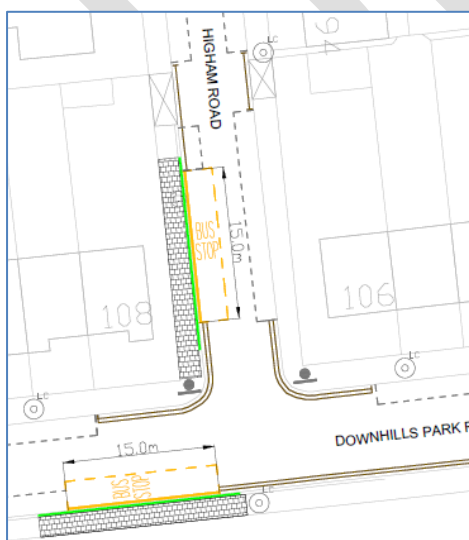 94
HIGHAM ROAD
LC
BUS
STOP
15.0m
108
106
LC
LC
15.0m
DOWNHILLS PARK R
BUS
STOP
LC